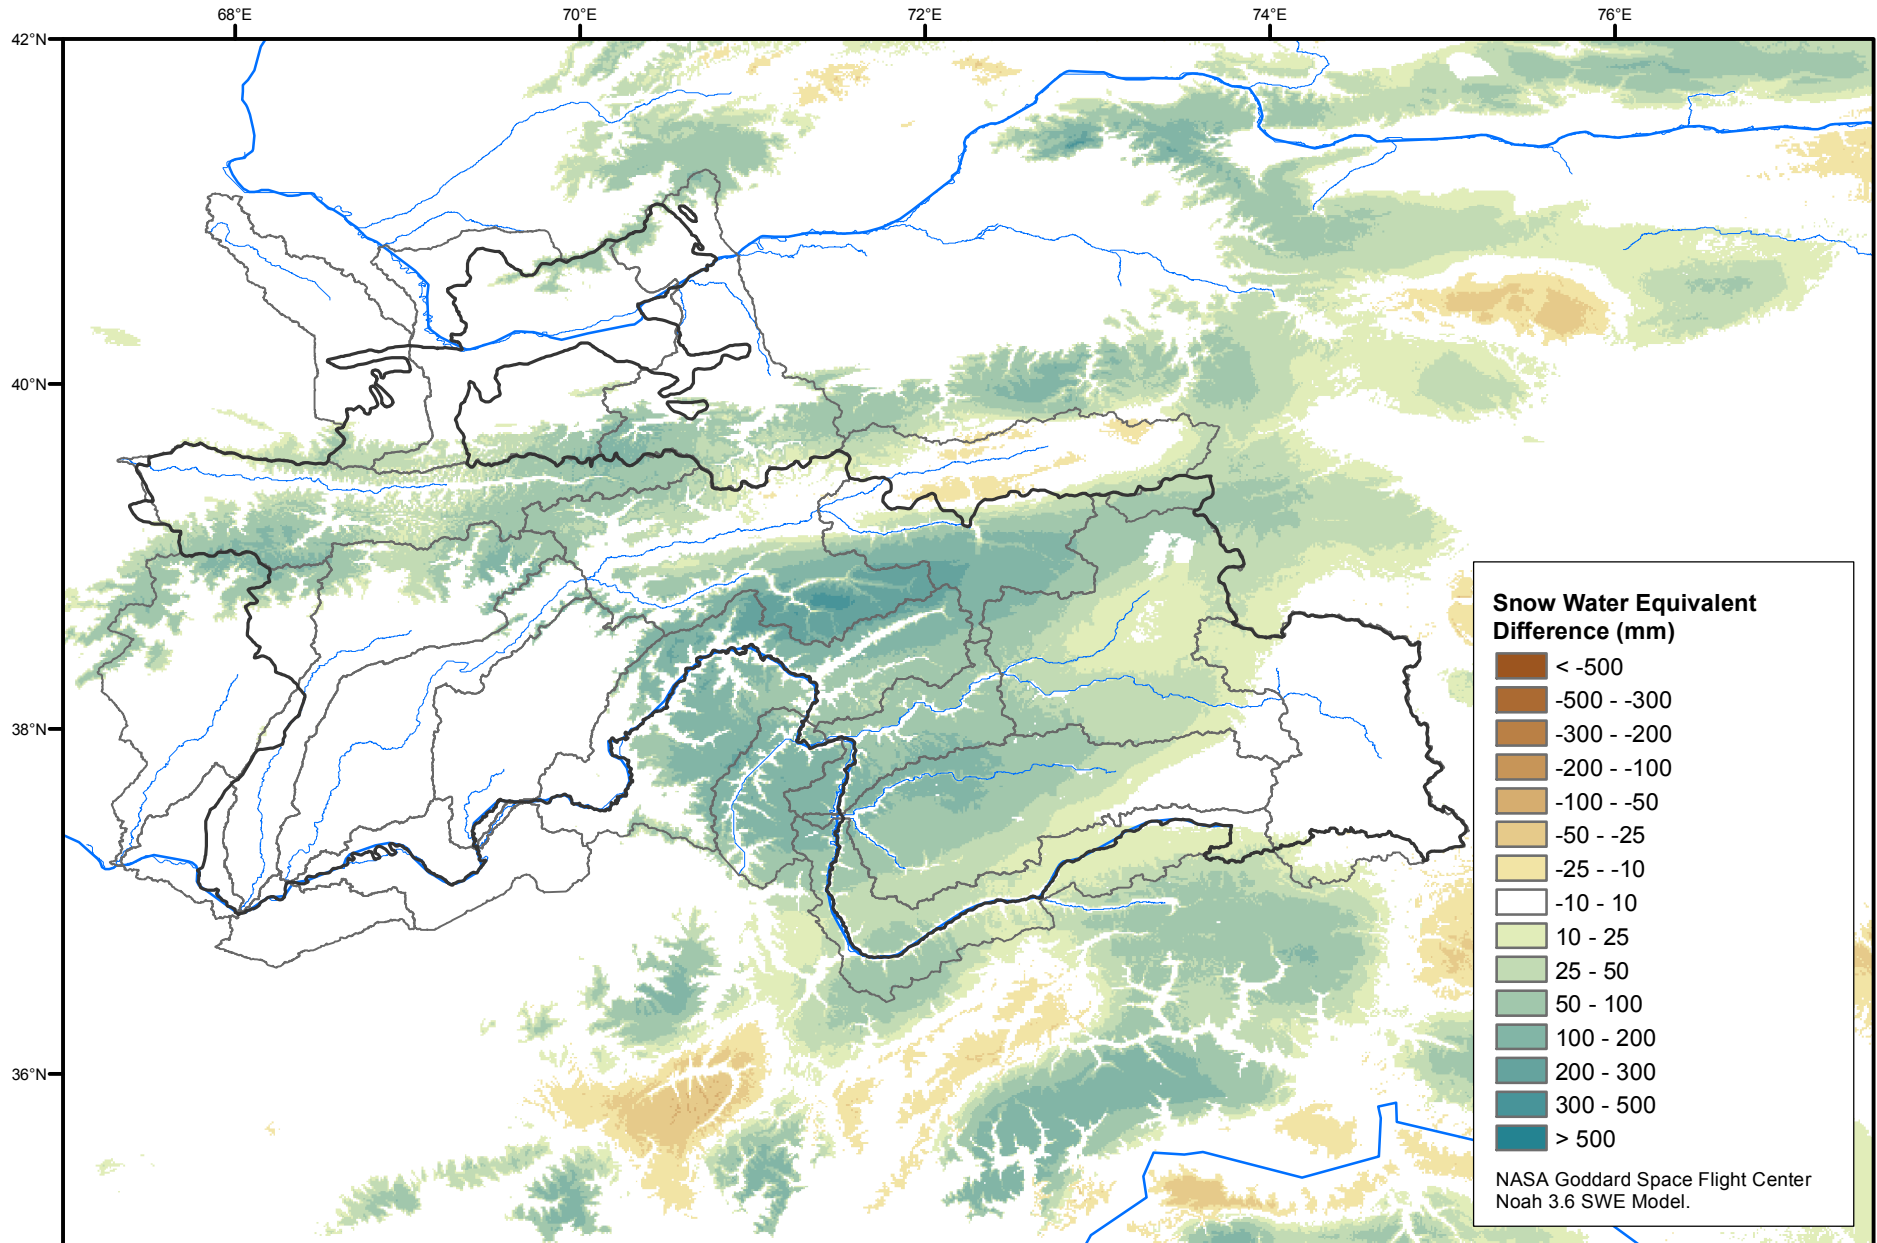 68°E 70°E 72°E 74°E 76°E
42°N
40°N
38°N
36°N
Snow Water Equivalent
Difference (mm)
< -500
-500 - -300
-300 - -200
-200 - -100
-100 - -50
-50 - -25
-25 - -10
-10 - 10
10 - 25
25 - 50
50 - 100
100 - 200
200 - 300
300 - 500
> 500
NASA Goddard Space Flight Center
Noah 3.6 SWE Model.